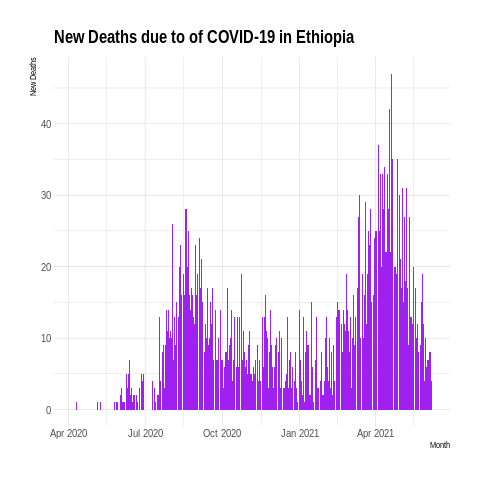 New Deaths due to of COVID-19 in Ethiopia
New Deaths
40
30
20
10
0
Apr 2020 Jul 2020 Oct 2020 Jan 2021 Apr 2021
Month